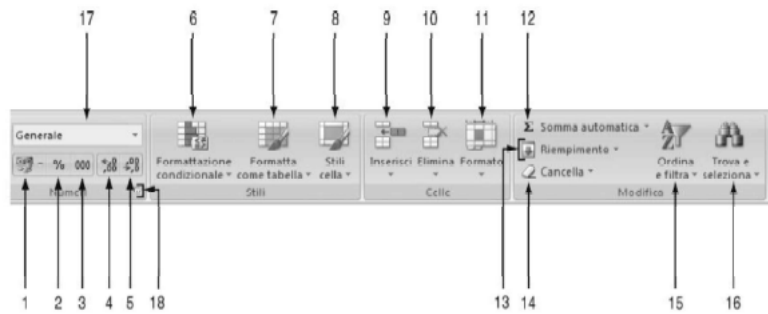 17 6 7 8 9 10 11 12
Generale
% 000
Formattazione
condizionale
Formatta
come tabella
Stili
cella
Inserisci
Elimina
Formato
13
Σ Somma automatica
Riempimento
Cancella
Ordina
e filtra
Trova e
seleziona
Stili
Modifica
1 2 3 4 5 18 14 15 16